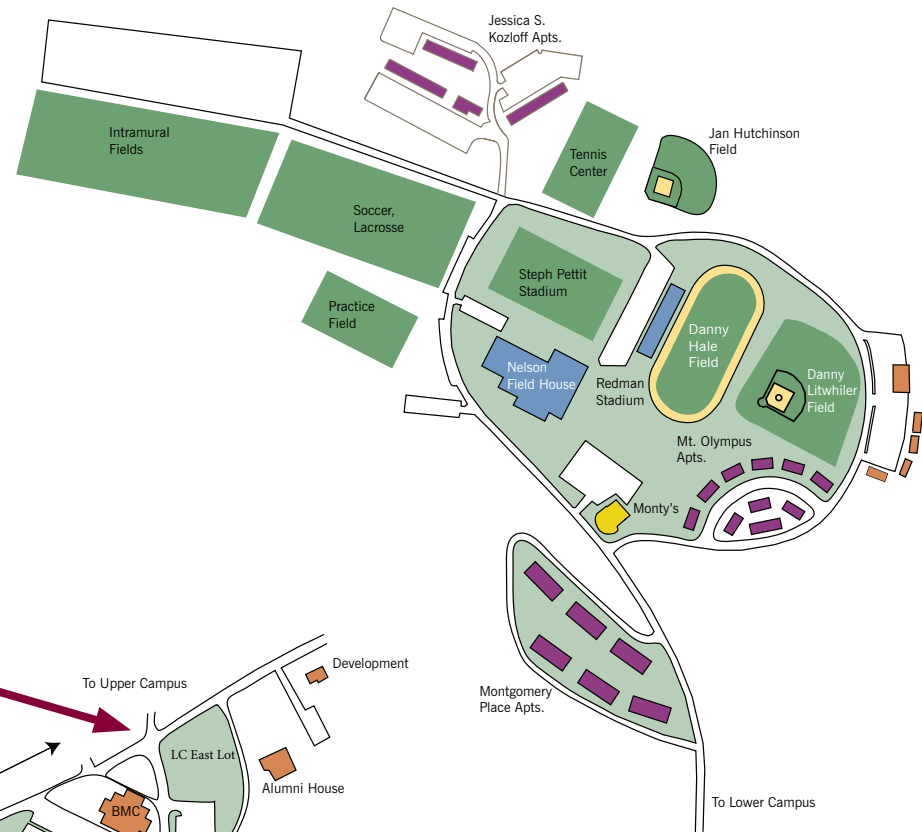 Jessica S.
Kozloff Apts.
Intramural
Fields
Jan Hutchinson
Field
Tennis
Center
Soccer,
Lacrosse
Steph Pettit
Stadium
Practice
Field
Danny
Hale
Field
Nelson
Field House
Redman
Stadium
Danny
Litwhiler
Field
Mt. Olympus
Apts.
Monty's
Development
To Upper Campus
Montgomery
Place Apts.
LC East Lot
Alumni House
BMC
To Lower Campus